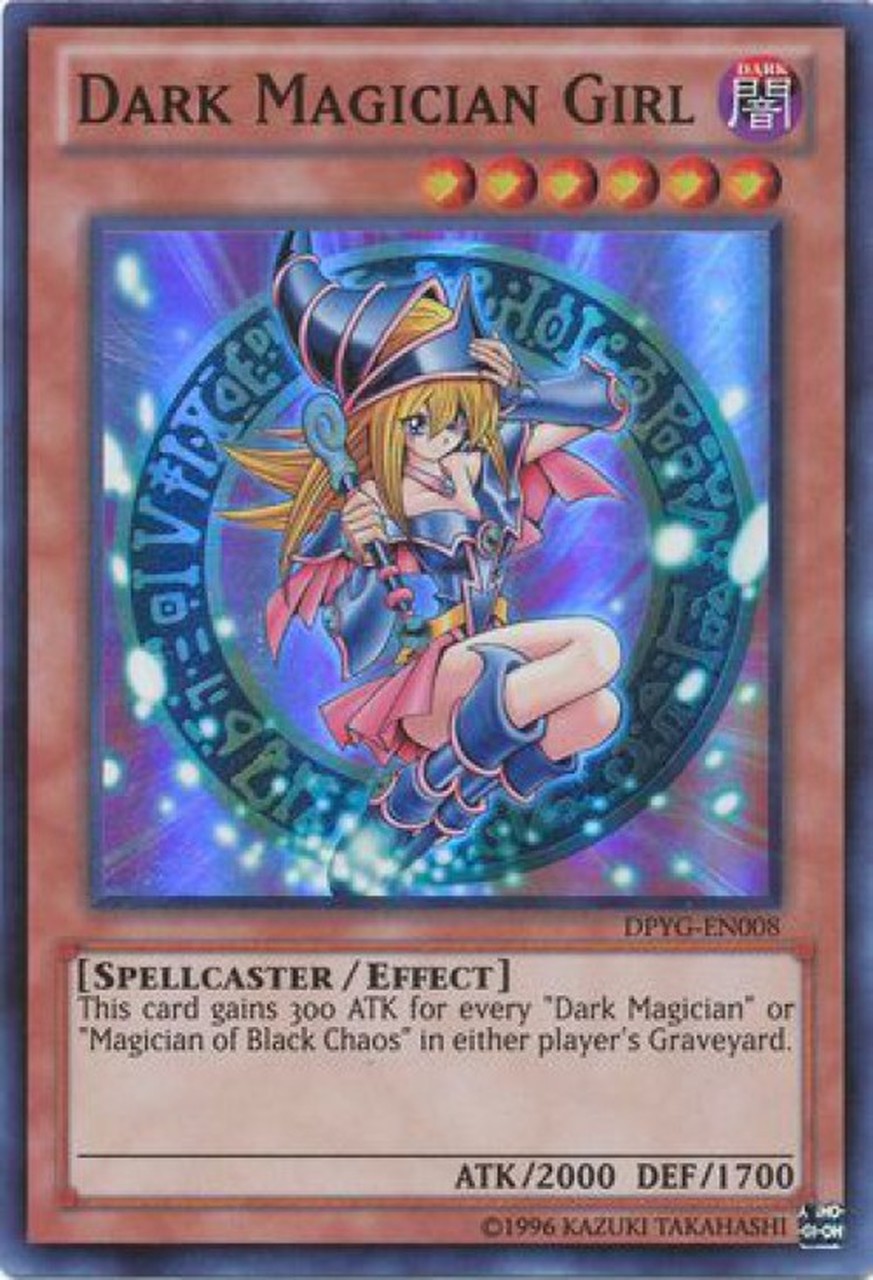 DARK MAGICIAN GIRL
DARK
闇
DPYG-EN008
[SPELLCASTER / EFFECT]
This card gains 300 ATK for every "Dark Magician" or
"Magician of Black Chaos" in either player's Graveyard.
ATK/2000 DEF/1700
©1996 KAZUKI TAKAHASHI